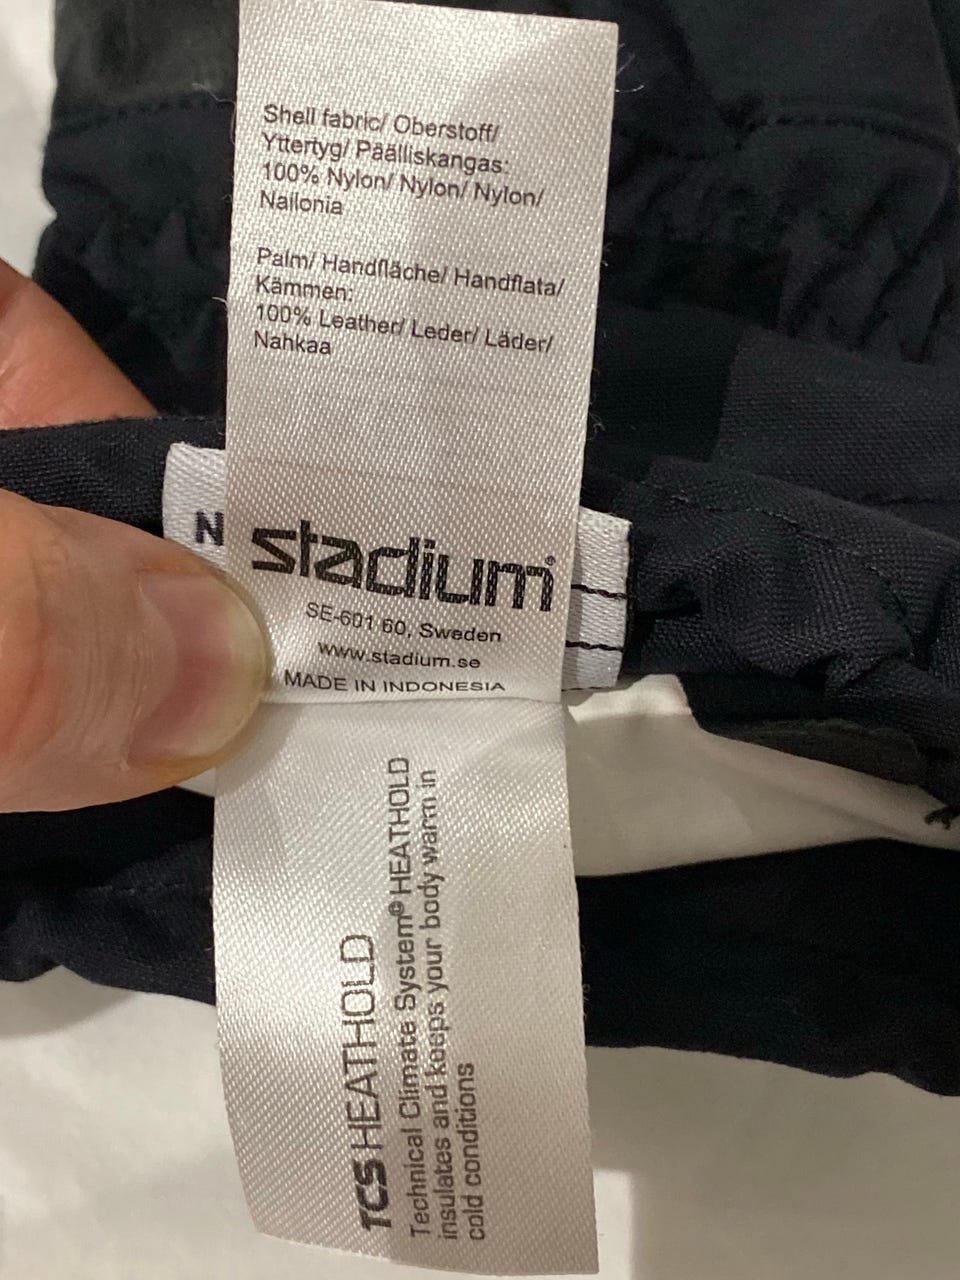 Shell fabric/ Oberstoff/
Yttertyg/ Päälliskangas:
100% Nylon/ Nylon/ Nylon/
Nailonia
Palm/ Handfläche/ Handflata/
Kämmen:
100% Leather/ Leder/ Läder/
Nahkaa
N
stadium®
SE-601 60, Sweden
www.stadium.se
MADE IN INDONESIA
TCS HEATHOLD
Technical Climate System© HEATHOLD
insulates and keeps your body warm in
cold conditions